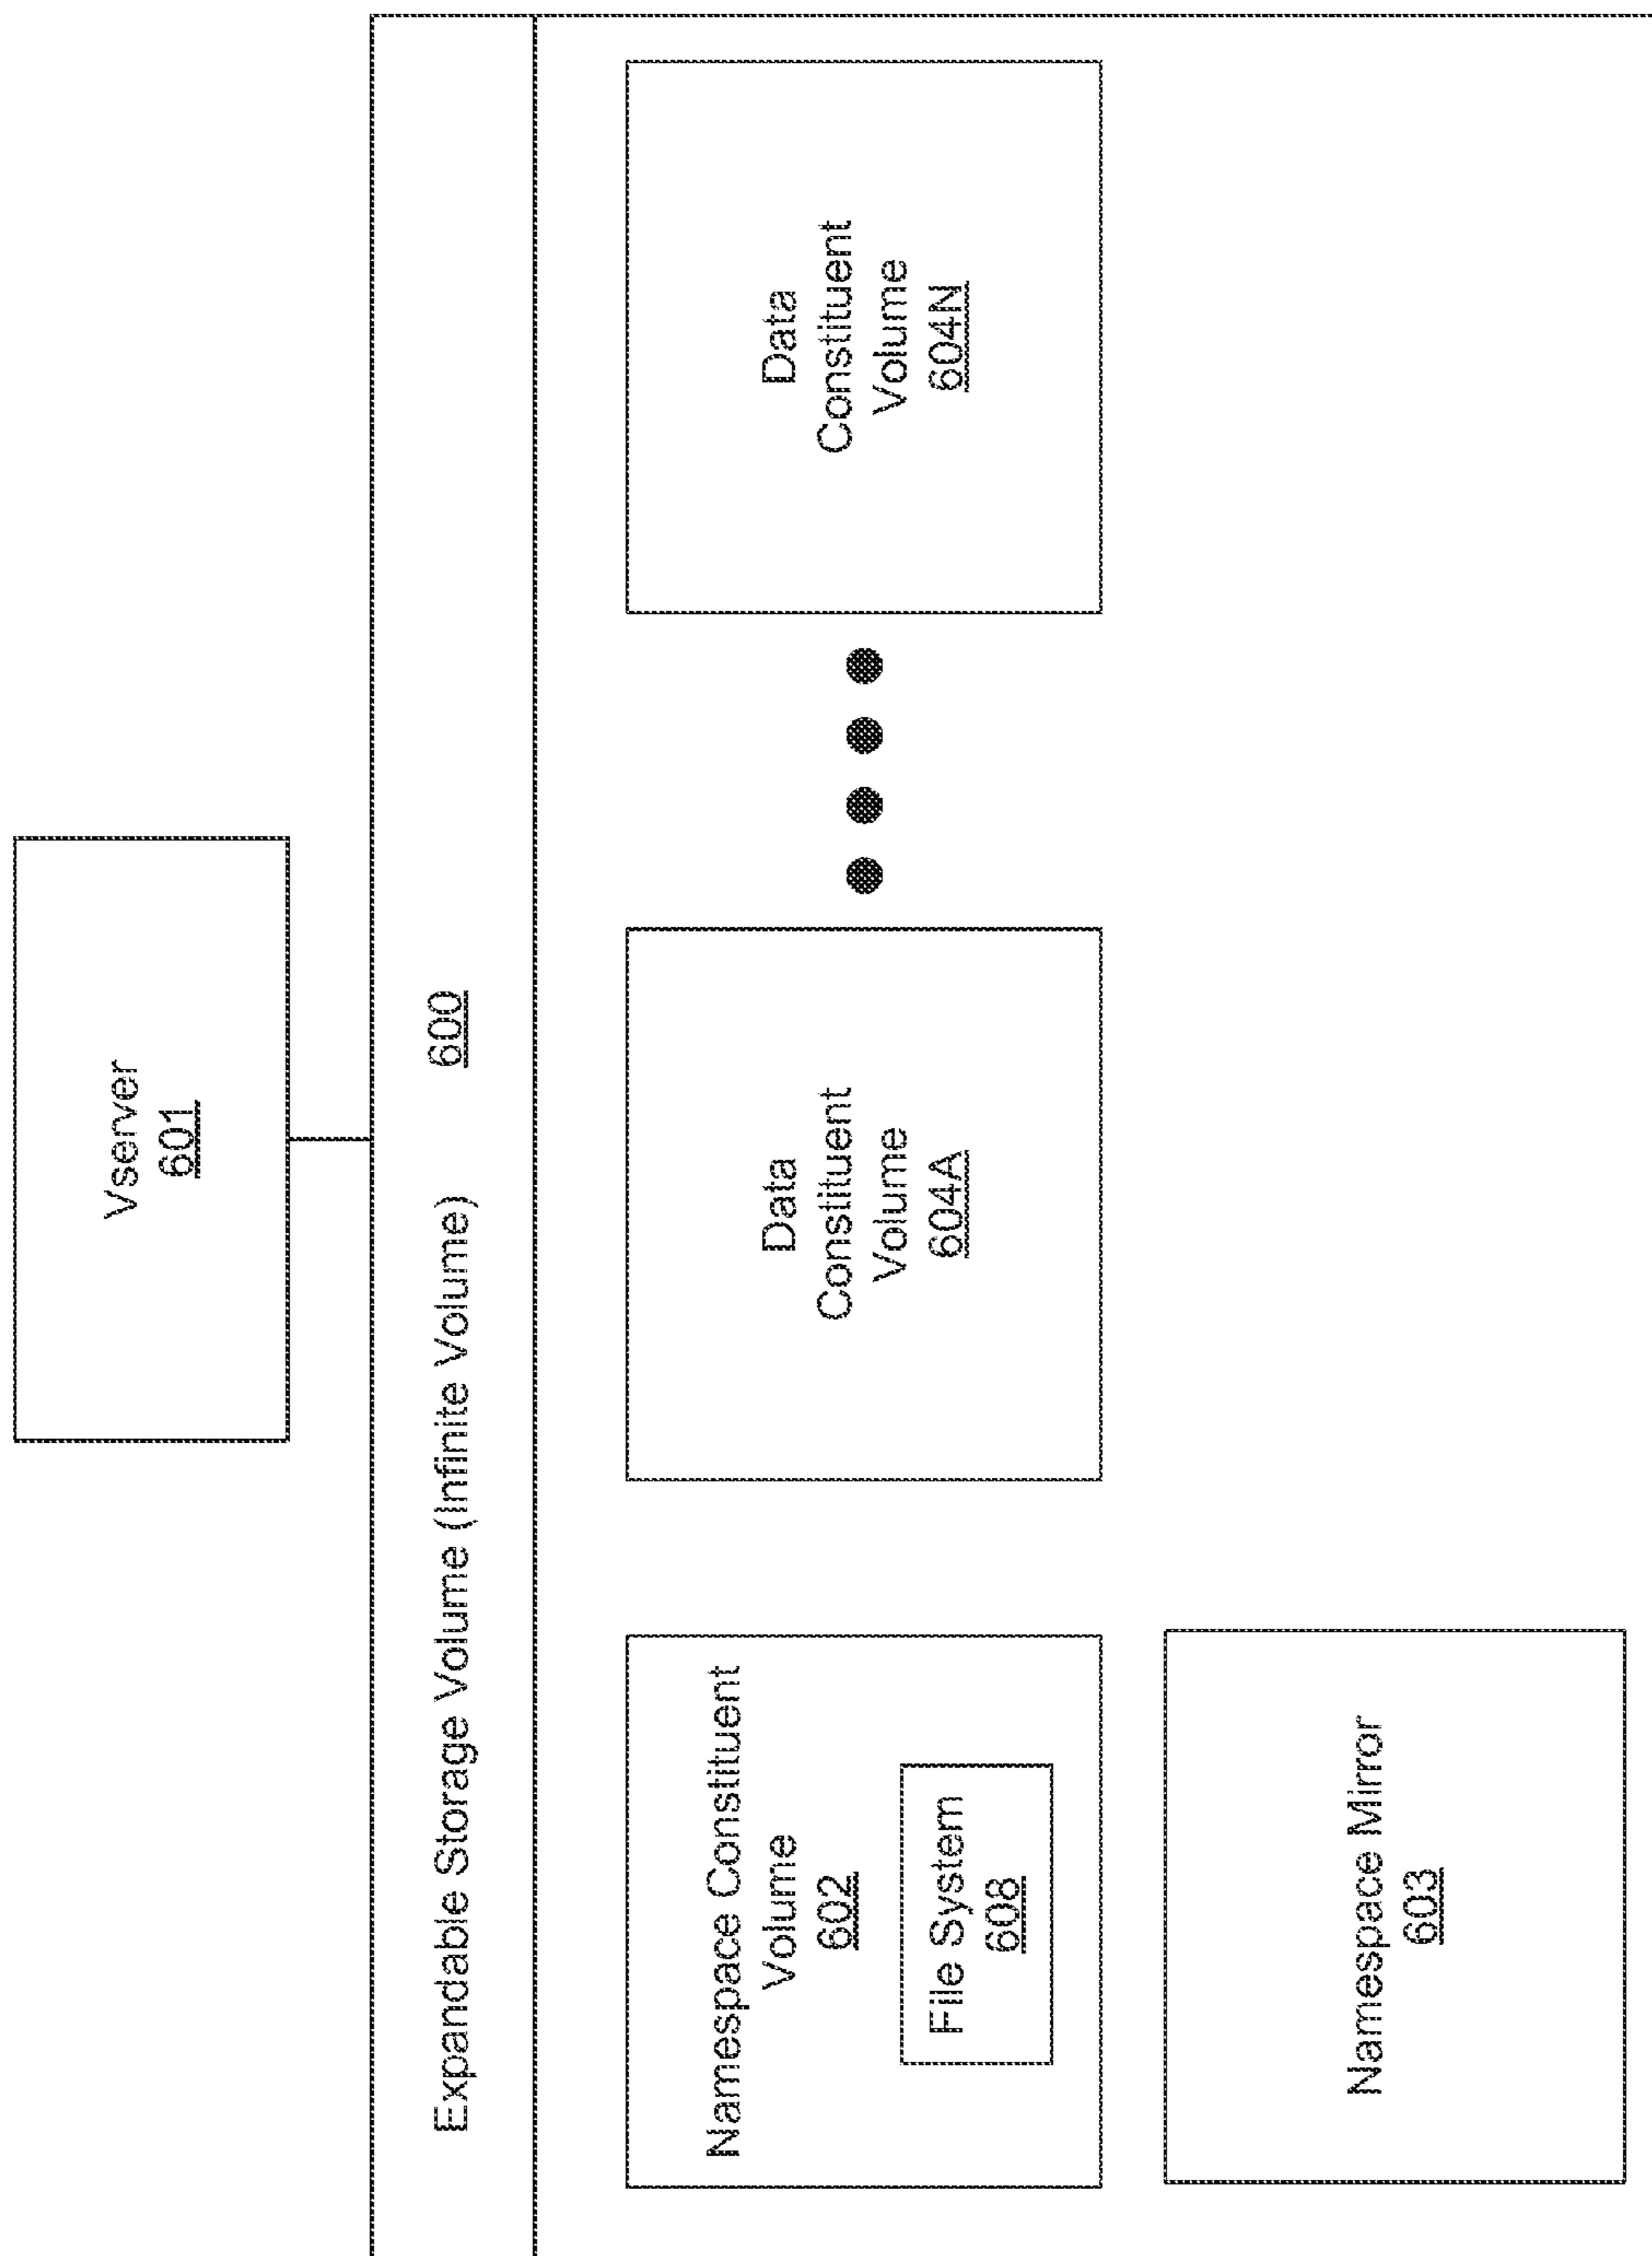 Vserver
601
Expandable Storage Volume (Infinite Volume) 600
Namespace Constituent
Volume
602
File System
608
Data
Constituent
Volume
604A
Data
Constituent
Volume
604N
Namespace Mirror
603